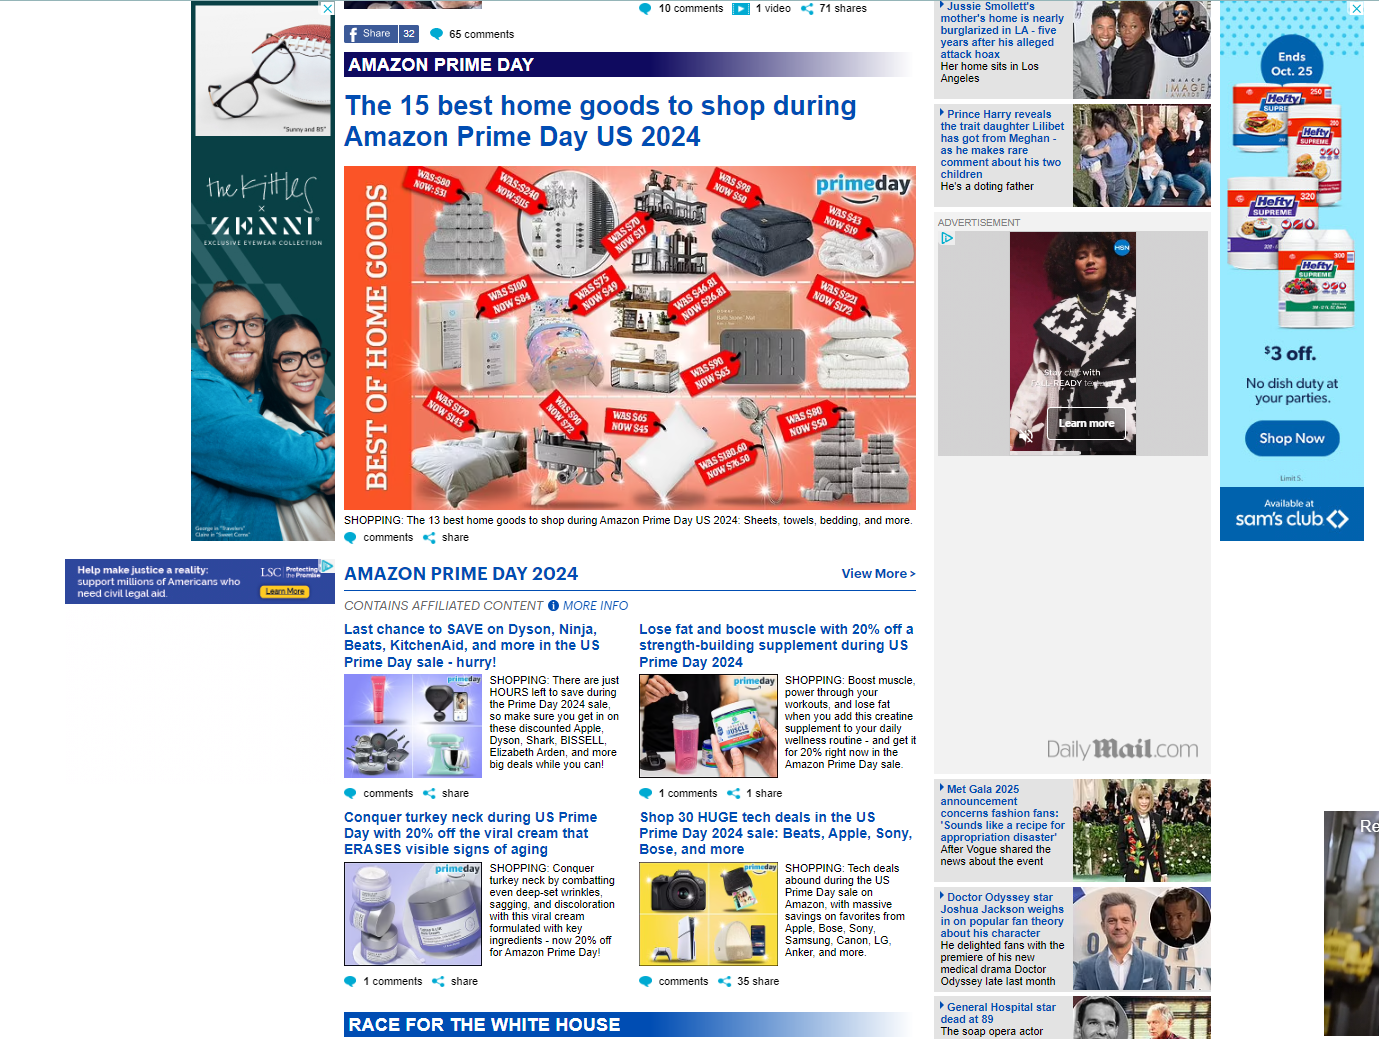 10 comments 1 video 71 shares
Share 32 65 comments
AMAZON PRIME DAY
The 15 best home goods to shop during
Amazon Prime Day US 2024
BEST OF HOME GOODS
primeday
WAS:$80
NOW:$31
WAS $240
NOW $115
WAS $70
NOW $17
WAS $98
NOW $50
WAS $43
NOW $19
WAS $100
NOW $84
WAS $75
NOW $49
WAS $46.81
NOW $26.81
WAS $221
NOW $172
WAS $90
NOW $63
WAS $179
NOW $143
WAS $90
NOW $72
WAS $65
NOW $45
WAS $180.60
NOW $76.50
WAS $80
NOW $50
SHOPPING: The 13 best home goods to shop during Amazon Prime Day US 2024: Sheets, towels, bedding, and more.
comments share
AMAZON PRIME DAY 2024
View More >
CONTAINS AFFILIATED CONTENT i MORE INFO
Last chance to SAVE on Dyson, Ninja,
Beats, KitchenAid, and more in the US
Prime Day sale - hurry!
primeday
SHOPPING: There are just
HOURS left to save during
the Prime Day 2024 sale,
so make sure you get in on
these discounted Apple,
Dyson, Shark, BISSELL,
Elizabeth Arden, and more
big deals while you can!
comments share
Lose fat and boost muscle with 20% off a
strength-building supplement during US
Prime Day 2024
primeday
MUSCLE
SHOPPING: Boost muscle,
power through your
workouts, and lose fat
when you add this creatine
supplement to your daily
wellness routine - and get it
for 20% right now in the
Amazon Prime Day sale.
1 comments 1 share
Conquer turkey neck during US Prime
Day with 20% off the viral cream that
ERASES visible signs of aging
primeday
SHOPPING: Conquer
turkey neck by combatting
even deep-set wrinkles,
sagging, and discoloration
with this viral cream
formulated with key
ingredients - now 20% off
for Amazon Prime Day!
1 comments share
Shop 30 HUGE tech deals in the US
Prime Day 2024 sale: Beats, Apple, Sony,
Bose, and more
primeday
SHOPPING: Tech deals
abound during the US
Prime Day sale on
Amazon, with massive
savings on favorites from
Apple, Bose, Sony,
Samsung, Canon, LG,
Anker, and more.
comments 35 share
RACE FOR THE WHITE HOUSE
"Sunny and 85"
the Kittles
x
ZENNI
EXCLUSIVE EYEWEAR COLLECTION
George in "Travelers"
Claire in "Sweet Coms"
Help make justice a reality:
support millions of Americans who
need civil legal aid.
LSC Protecting
the Promise
Learn More
Jussie Smollett's
mother's home is nearly
burglarized in LA - five
years after his alleged
attack hoax
Her home sits in Los
Angeles
NAACP
IMAGE
AWARDS
Prince Harry reveals
the trait daughter Lilibet
has got from Meghan -
as he makes rare
comment about his two
children
He's a doting father
ADVERTISEMENT
HSN
Stay chic with
FALL-READY
Learn more
DailyMail.com
Met Gala 2025
announcement
concerns fashion fans:
'Sounds like a recipe for
appropriation disaster'
After Vogue shared the
news about the event
Doctor Odyssey star
Joshua Jackson weighs
in on popular fan theory
about his character
He delighted fans with the
premiere of his new
medical drama Doctor
Odyssey late last month
General Hospital star
dead at 89
The soap opera actor
Ends
Oct. 25
Hefty
SUPREME
250
Hefty
SUPREME
Hefty
SUPREME
320
Hefty
SUPREME
300
$3 off.
No dish duty at
your parties.
Shop Now
Limit 5.
Available at
sam's club
Re